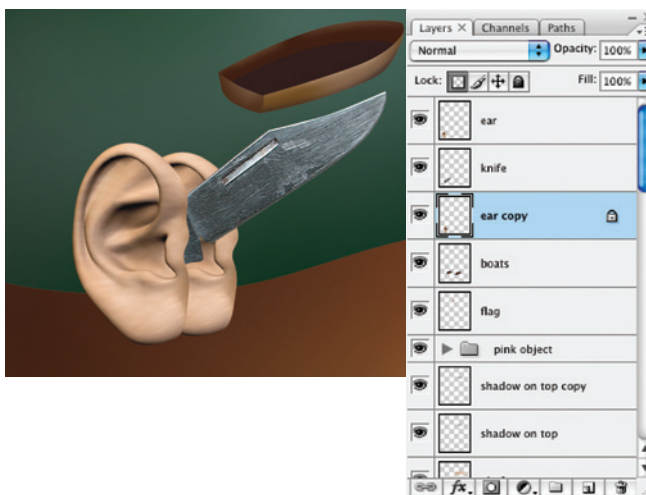 Layers × Channels Paths
Normal Opacity: 100%
Lock: Fill: 100%
ear
knife
ear copy
boats
flag
pink object
shadow on top copy
shadow on top
fx.